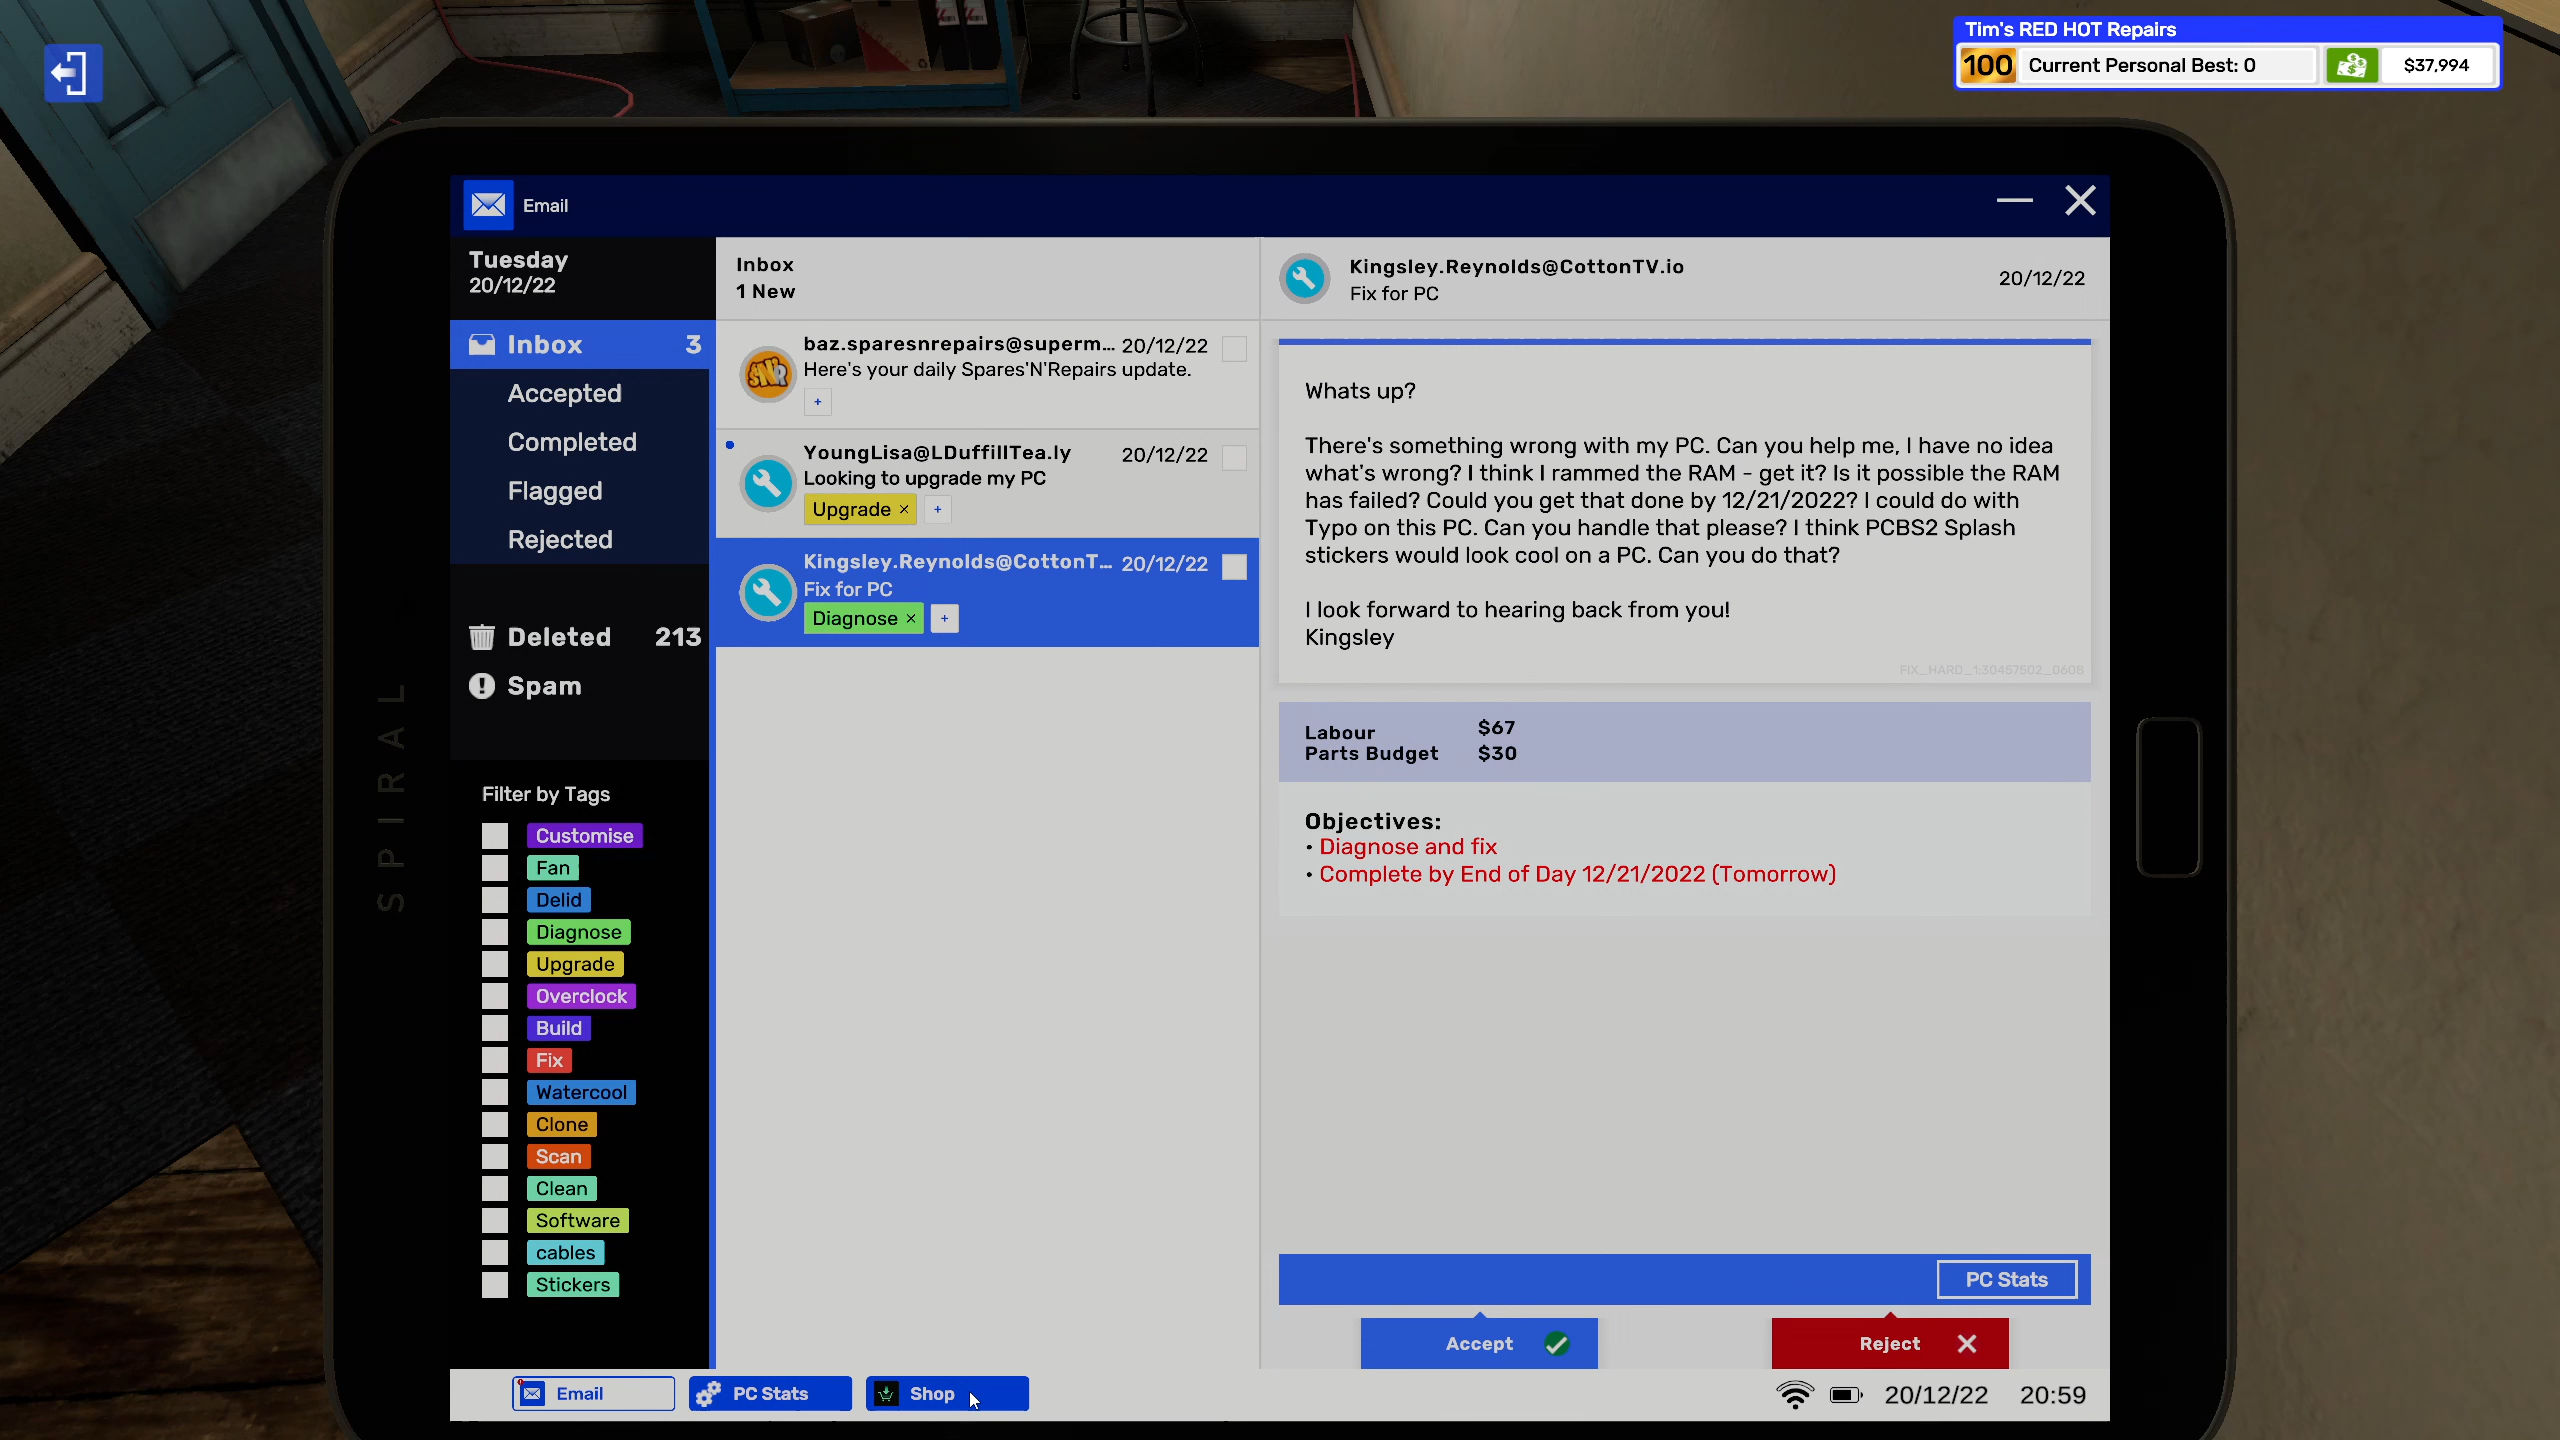 Tim's RED HOT Repairs
100 Current Personal Best: 0 $37,994
Email
Tuesday
20/12/22
Inbox 3
Accepted
Completed
Flagged
Rejected
Deleted 213
Spam
Filter by Tags
Customise
Fan
Delid
Diagnose
Upgrade
Overclock
Build
Fix
Watercool
Clone
Scan
Clean
Software
cables
Stickers
Inbox
1 New
SNR
baz.sparesnrepairs@superm... 20/12/22
Here's your daily Spares'N'Repairs update.
+
YoungLisa@LDuffillTea.ly 20/12/22
Looking to upgrade my PC
Upgrade × +
Kingsley.Reynolds@CottonT... 20/12/22
Fix for PC
Diagnose × +
Kingsley.Reynolds@CottonTV.io
Fix for PC
20/12/22
Whats up?
There's something wrong with my PC. Can you help me, I have no idea
what's wrong? I think I rammed the RAM - get it? Is it possible the RAM
has failed? Could you get that done by 12/21/2022? I could do with
Typo on this PC. Can you handle that please? I think PCBS2 Splash
stickers would look cool on a PC. Can you do that?
I look forward to hearing back from you!
Kingsley
FIX_HARD_1:30457502_0608
Labour $67
Parts Budget $30
Objectives:
• Diagnose and fix
• Complete by End of Day 12/21/2022 (Tomorrow)
PC Stats
Accept
Reject
Email
PC Stats
Shop
20/12/22 20:59
SPIRAL